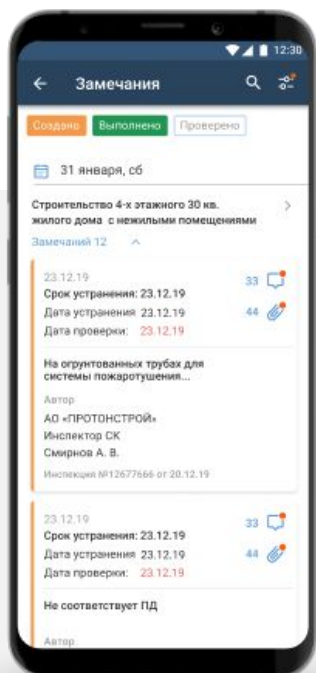 12:30
Замечания
Создано Выполнено Проверено
31 января, сб
Строительство 4-х этажного 30 кв.
жилого дома с нежилыми помещениями
Замечаний 12
23.12.19
33
Срок устранения: 23.12.19
Дата устранения 23.12.19
44
Дата проверки: 23.12.19
На огрунтованных трубах для
системы пожаротушения...
Автор
АО «ПРОТОНСТРОЙ»
Инспектор СК
Смирнов А. В.
Инспекция №12677666 от 20.12.19
23.12.19
33
Срок устранения: 23.12.19
Дата устранения 23.12.19
44
Дата проверки: 23.12.19
Не соответствует ПД
Автор